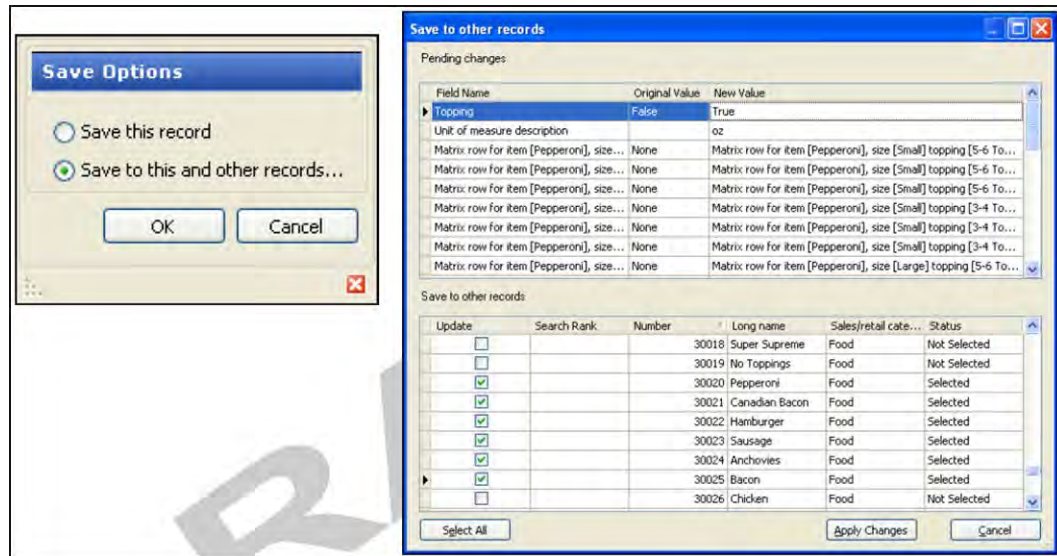 Save Options
Save this record
Save to this and other records...
OK Cancel
Save to other records
Pending changes
Field Name Original Value New Value
Topping False True
Unit of measure description oz
Matrix row for item [Pepperoni], size... None Matrix row for item [Pepperoni], size [Small] topping [5-6 To...
Matrix row for item [Pepperoni], size... None Matrix row for item [Pepperoni], size [Small] topping [5-6 To...
Matrix row for item [Pepperoni], size... None Matrix row for item [Pepperoni], size [Small] topping [5-6 To...
Matrix row for item [Pepperoni], size... None Matrix row for item [Pepperoni], size [Small] topping [3-4 To...
Matrix row for item [Pepperoni], size... None Matrix row for item [Pepperoni], size [Small] topping [3-4 To...
Matrix row for item [Pepperoni], size... None Matrix row for item [Pepperoni], size [Small] topping [3-4 To...
Matrix row for item [Pepperoni], size... None Matrix row for item [Pepperoni], size [Large] topping [5-6 To...
Save to other records
Update Search Rank Number Long name Sales/retail cate... Status
30018 Super Supreme Food Not Selected
30019 No Toppings Food Not Selected
30020 Pepperoni Food Selected
30021 Canadian Bacon Food Selected
30022 Hamburger Food Selected
30023 Sausage Food Selected
30024 Anchovies Food Selected
30025 Bacon Food Selected
30026 Chicken Food Not Selected
Select All Apply Changes Cancel